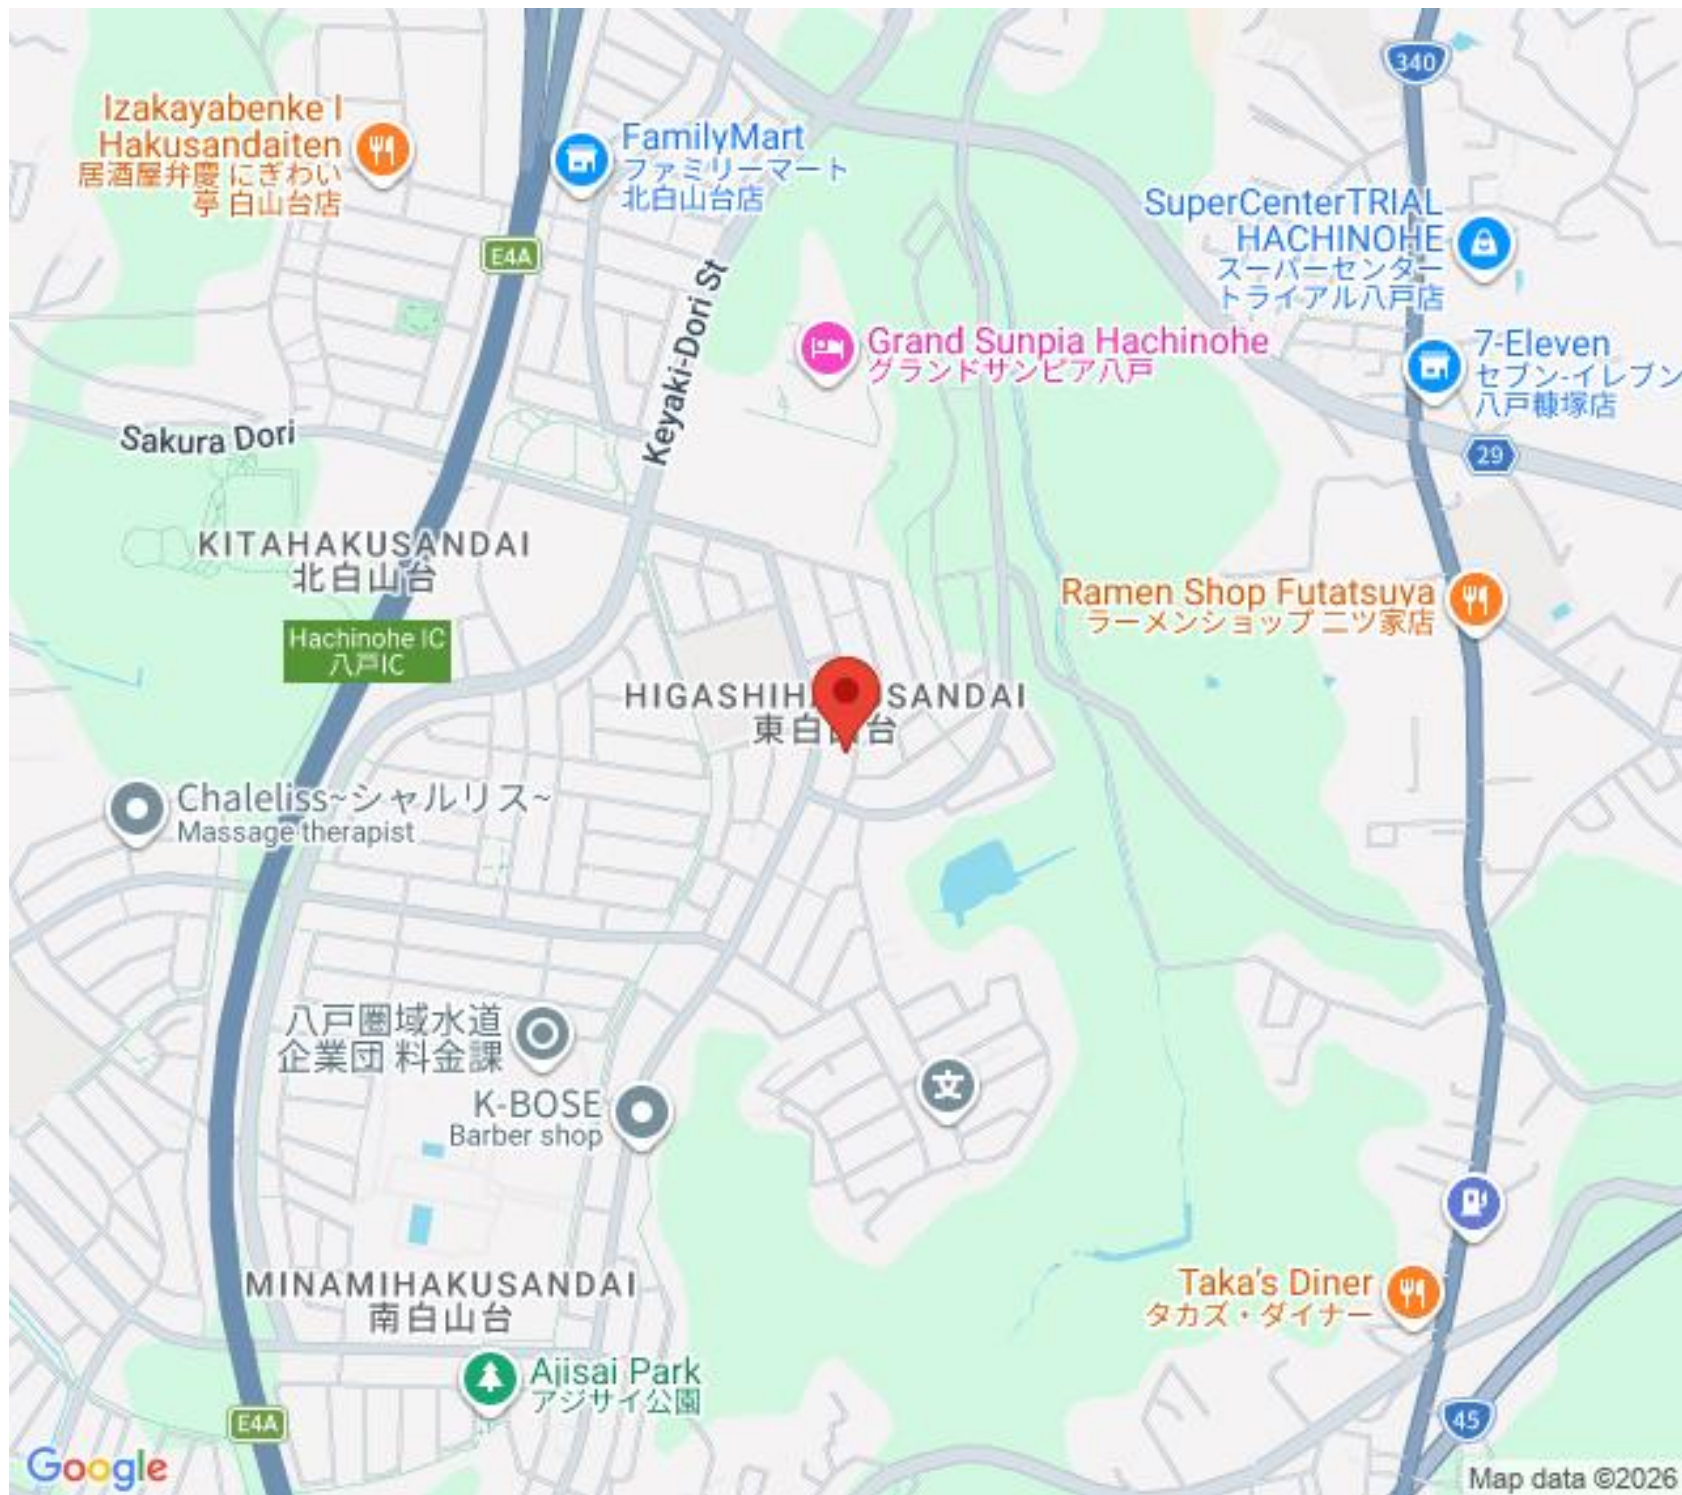 340
Izakayabenke I
Hakusandaiten
居酒屋弁慶 にぎわい
亭 白山台店
FamilyMart
ファミリーマート
北白山台店
SuperCenterTRIAL
HACHINOHE
スーパーセンター
トライアル八戸店
E4A
Keyaki-Dori St
Grand Sunpia Hachinohe
グランドサンピア八戸
7-Eleven
セブン-イレブン
八戸糠塚店
Sakura Dori
29
KITAHAKUSANDAI
北白山台
Ramen Shop Futatsuya
ラーメンショップ 二ツ家店
Hachinohe IC
八戸IC
HIGASHIH SANDAI
東白山台
Chaleliss~シャルリス~
Massage therapist
八戸圏域水道
企業団 料金課
K-BOSE
Barber shop
文
MINAMIHAKUSANDAI
南白山台
Taka's Diner
タカズ・ダイナー
Ajisai Park
アジサイ公園
E4A
45
Google
Map data ©2026